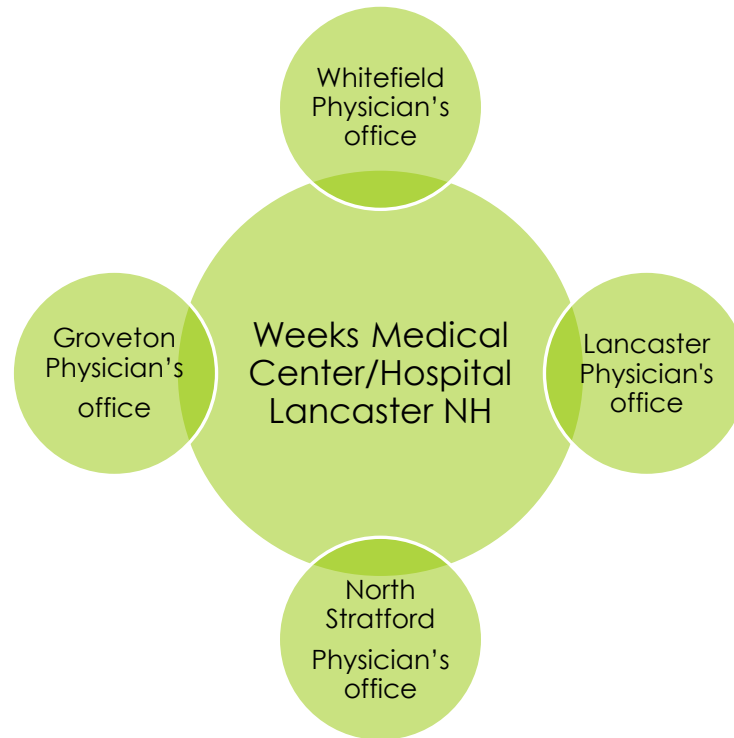 Whitefield
Physician’s
office
Groveton
Physician’s
office
Weeks Medical
Center/Hospital
Lancaster NH
Lancaster
Physician's
office
North
Stratford
Physician’s
office